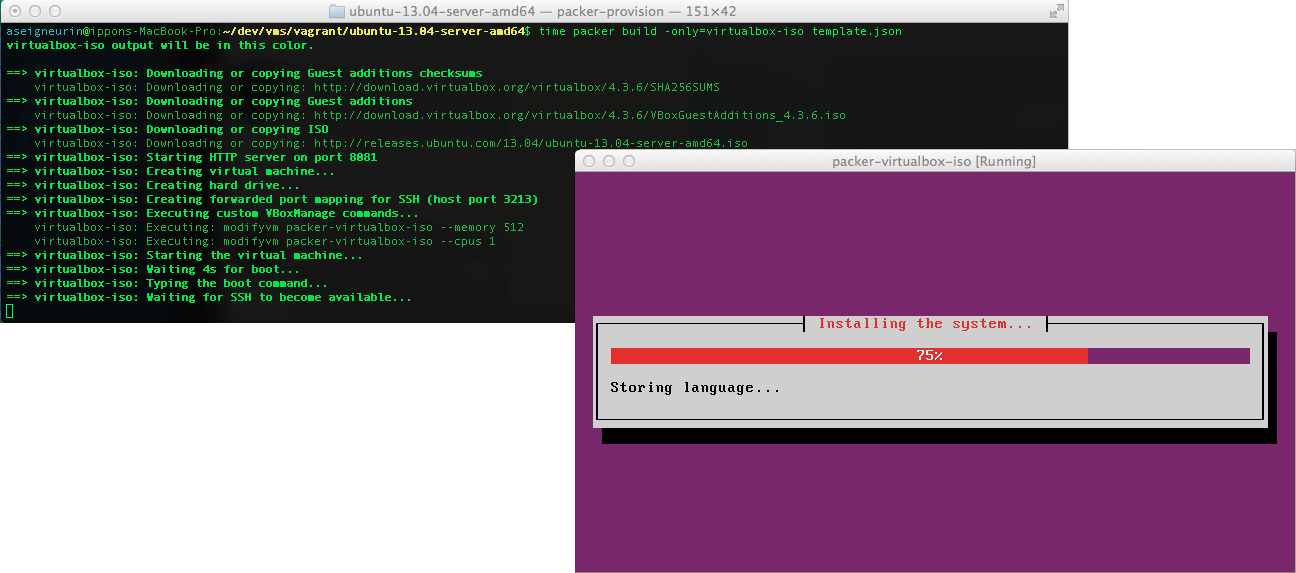 ubuntu-13.04-server-amd64 — packer-provision — 151×42
aseigneurin@ippons-MacBook-Pro:~/dev/vms/vagrant/ubuntu-13.04-server-amd64$ time packer build -only=virtualbox-iso template.json
virtualbox-iso output will be in this color.
==> virtualbox-iso: Downloading or copying Guest additions checksums
virtualbox-iso: Downloading or copying: http://download.virtualbox.org/virtualbox/4.3.6/SHA256SUMS
==> virtualbox-iso: Downloading or copying Guest additions
virtualbox-iso: Downloading or copying: http://download.virtualbox.org/virtualbox/4.3.6/VBoxGuestAdditions_4.3.6.iso
==> virtualbox-iso: Downloading or copying ISO
virtualbox-iso: Downloading or copying: http://releases.ubuntu.com/13.04/ubuntu-13.04-server-amd64.iso
==> virtualbox-iso: Starting HTTP server on port 8081
==> virtualbox-iso: Creating virtual machine...
==> virtualbox-iso: Creating hard drive...
==> virtualbox-iso: Creating forwarded port mapping for SSH (host port 3213)
==> virtualbox-iso: Executing custom VBoxManage commands...
virtualbox-iso: Executing: modifyvm packer-virtualbox-iso --memory 512
virtualbox-iso: Executing: modifyvm packer-virtualbox-iso --cpus 1
==> virtualbox-iso: Starting the virtual machine...
==> virtualbox-iso: Waiting 4s for boot...
==> virtualbox-iso: Typing the boot command...
==> virtualbox-iso: Waiting for SSH to become available...
packer-virtualbox-iso [Running]
Installing the system...
75%
Storing language...